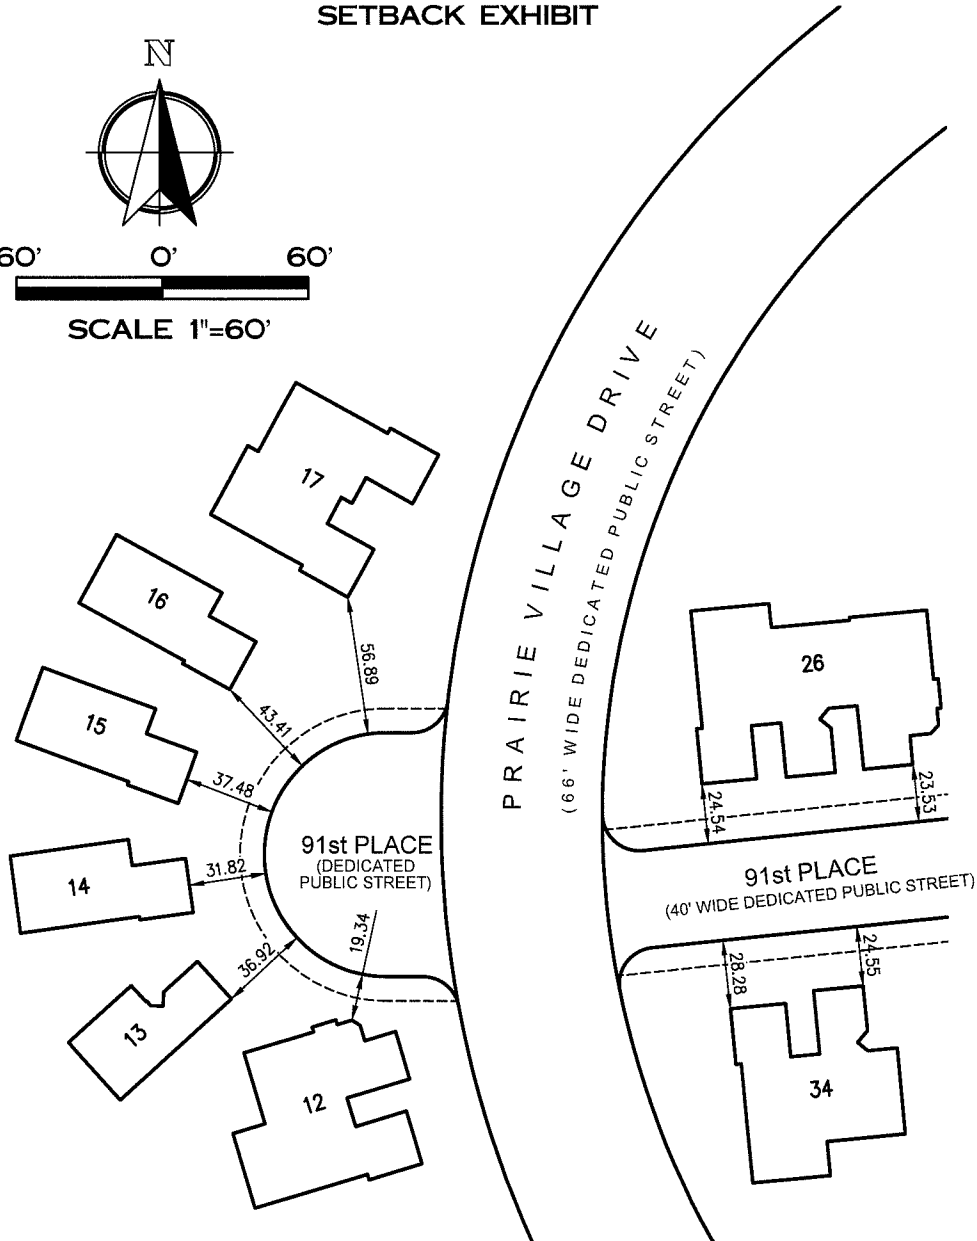 SETBACK EXHIBIT
N
60' 0' 60'
SCALE 1"=60'
PRAIRIE VILLAGE DRIVE
(66' WIDE DEDICATED PUBLIC STREET)
17
16
56.89
26
15
43.41
37.48
24.54
23.53
91st PLACE
(DEDICATED
PUBLIC STREET)
14
31.82
91st PLACE
(40' WIDE DEDICATED PUBLIC STREET)
19.34
36.92
28.28
24.55
13
12
34